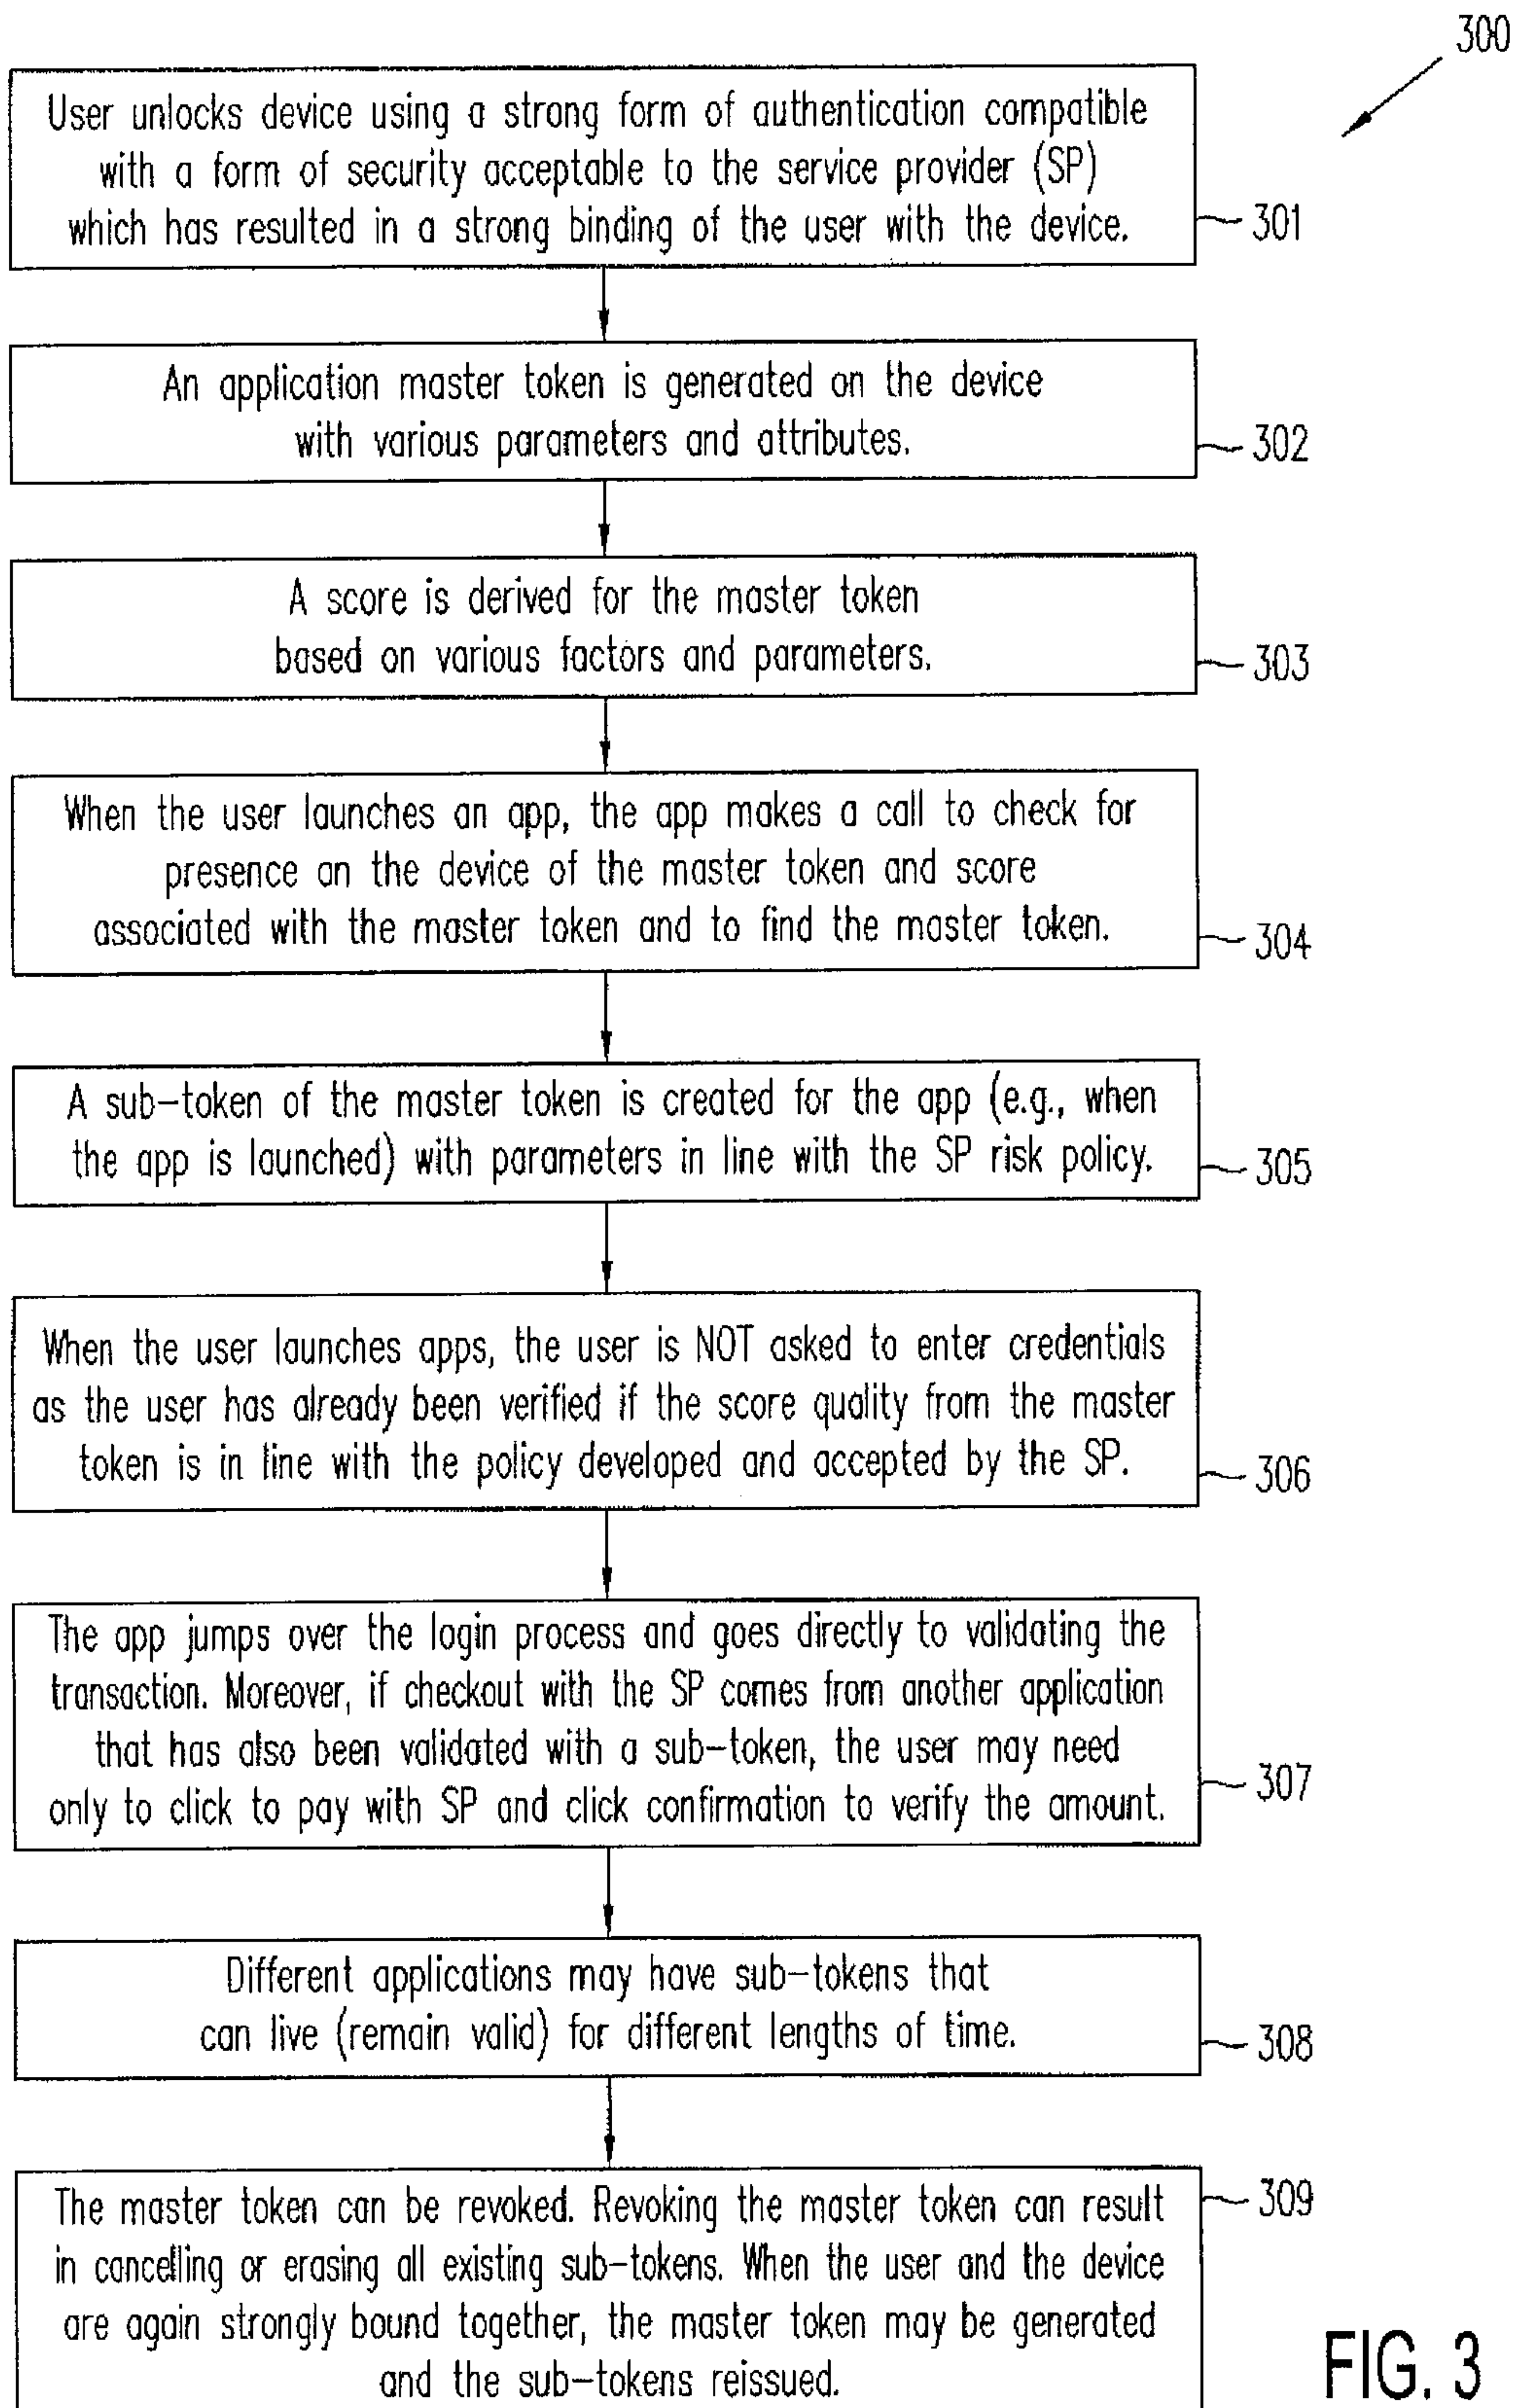 300
User unlocks device using a strong form of authentication compatible
with a form of security acceptable to the service provider (SP)
which has resulted in a strong binding of the user with the device.
301
An application master token is generated on the device
with various parameters and attributes.
302
A score is derived for the master token
based on various factors and parameters.
303
When the user launches an app, the app makes a call to check for
presence on the device of the master token and score
associated with the master token and to find the master token.
304
A sub-token of the master token is created for the app (e.g., when
the app is launched) with parameters in line with the SP risk policy.
305
When the user launches apps, the user is NOT asked to enter credentials
as the user has already been verified if the score quality from the master
token is in line with the policy developed and accepted by the SP.
306
The app jumps over the login process and goes directly to validating the
transaction. Moreover, if checkout with the SP comes from another application
that has also been validated with a sub-token, the user may need
only to click to pay with SP and click confirmation to verify the amount.
307
Different applications may have sub-tokens that
can live (remain valid) for different lengths of time.
308
The master token can be revoked. Revoking the master token can result
in cancelling or erasing all existing sub-tokens. When the user and the device
are again strongly bound together, the master token may be generated
and the sub-tokens reissued.
309
FIG. 3